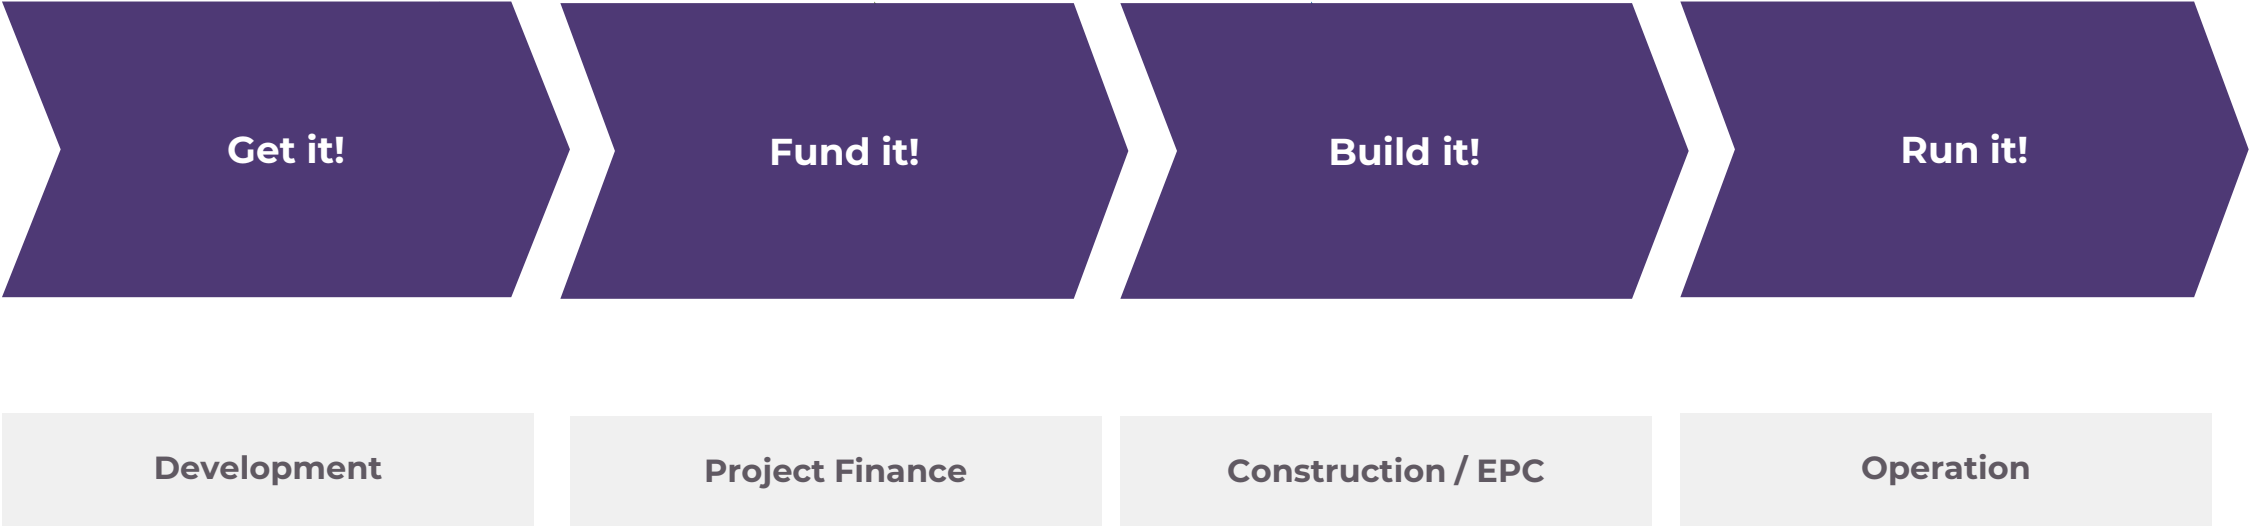 Get it!
Fund it!
Build it!
Run it!
Development
Project Finance
Construction / EPC
Operation